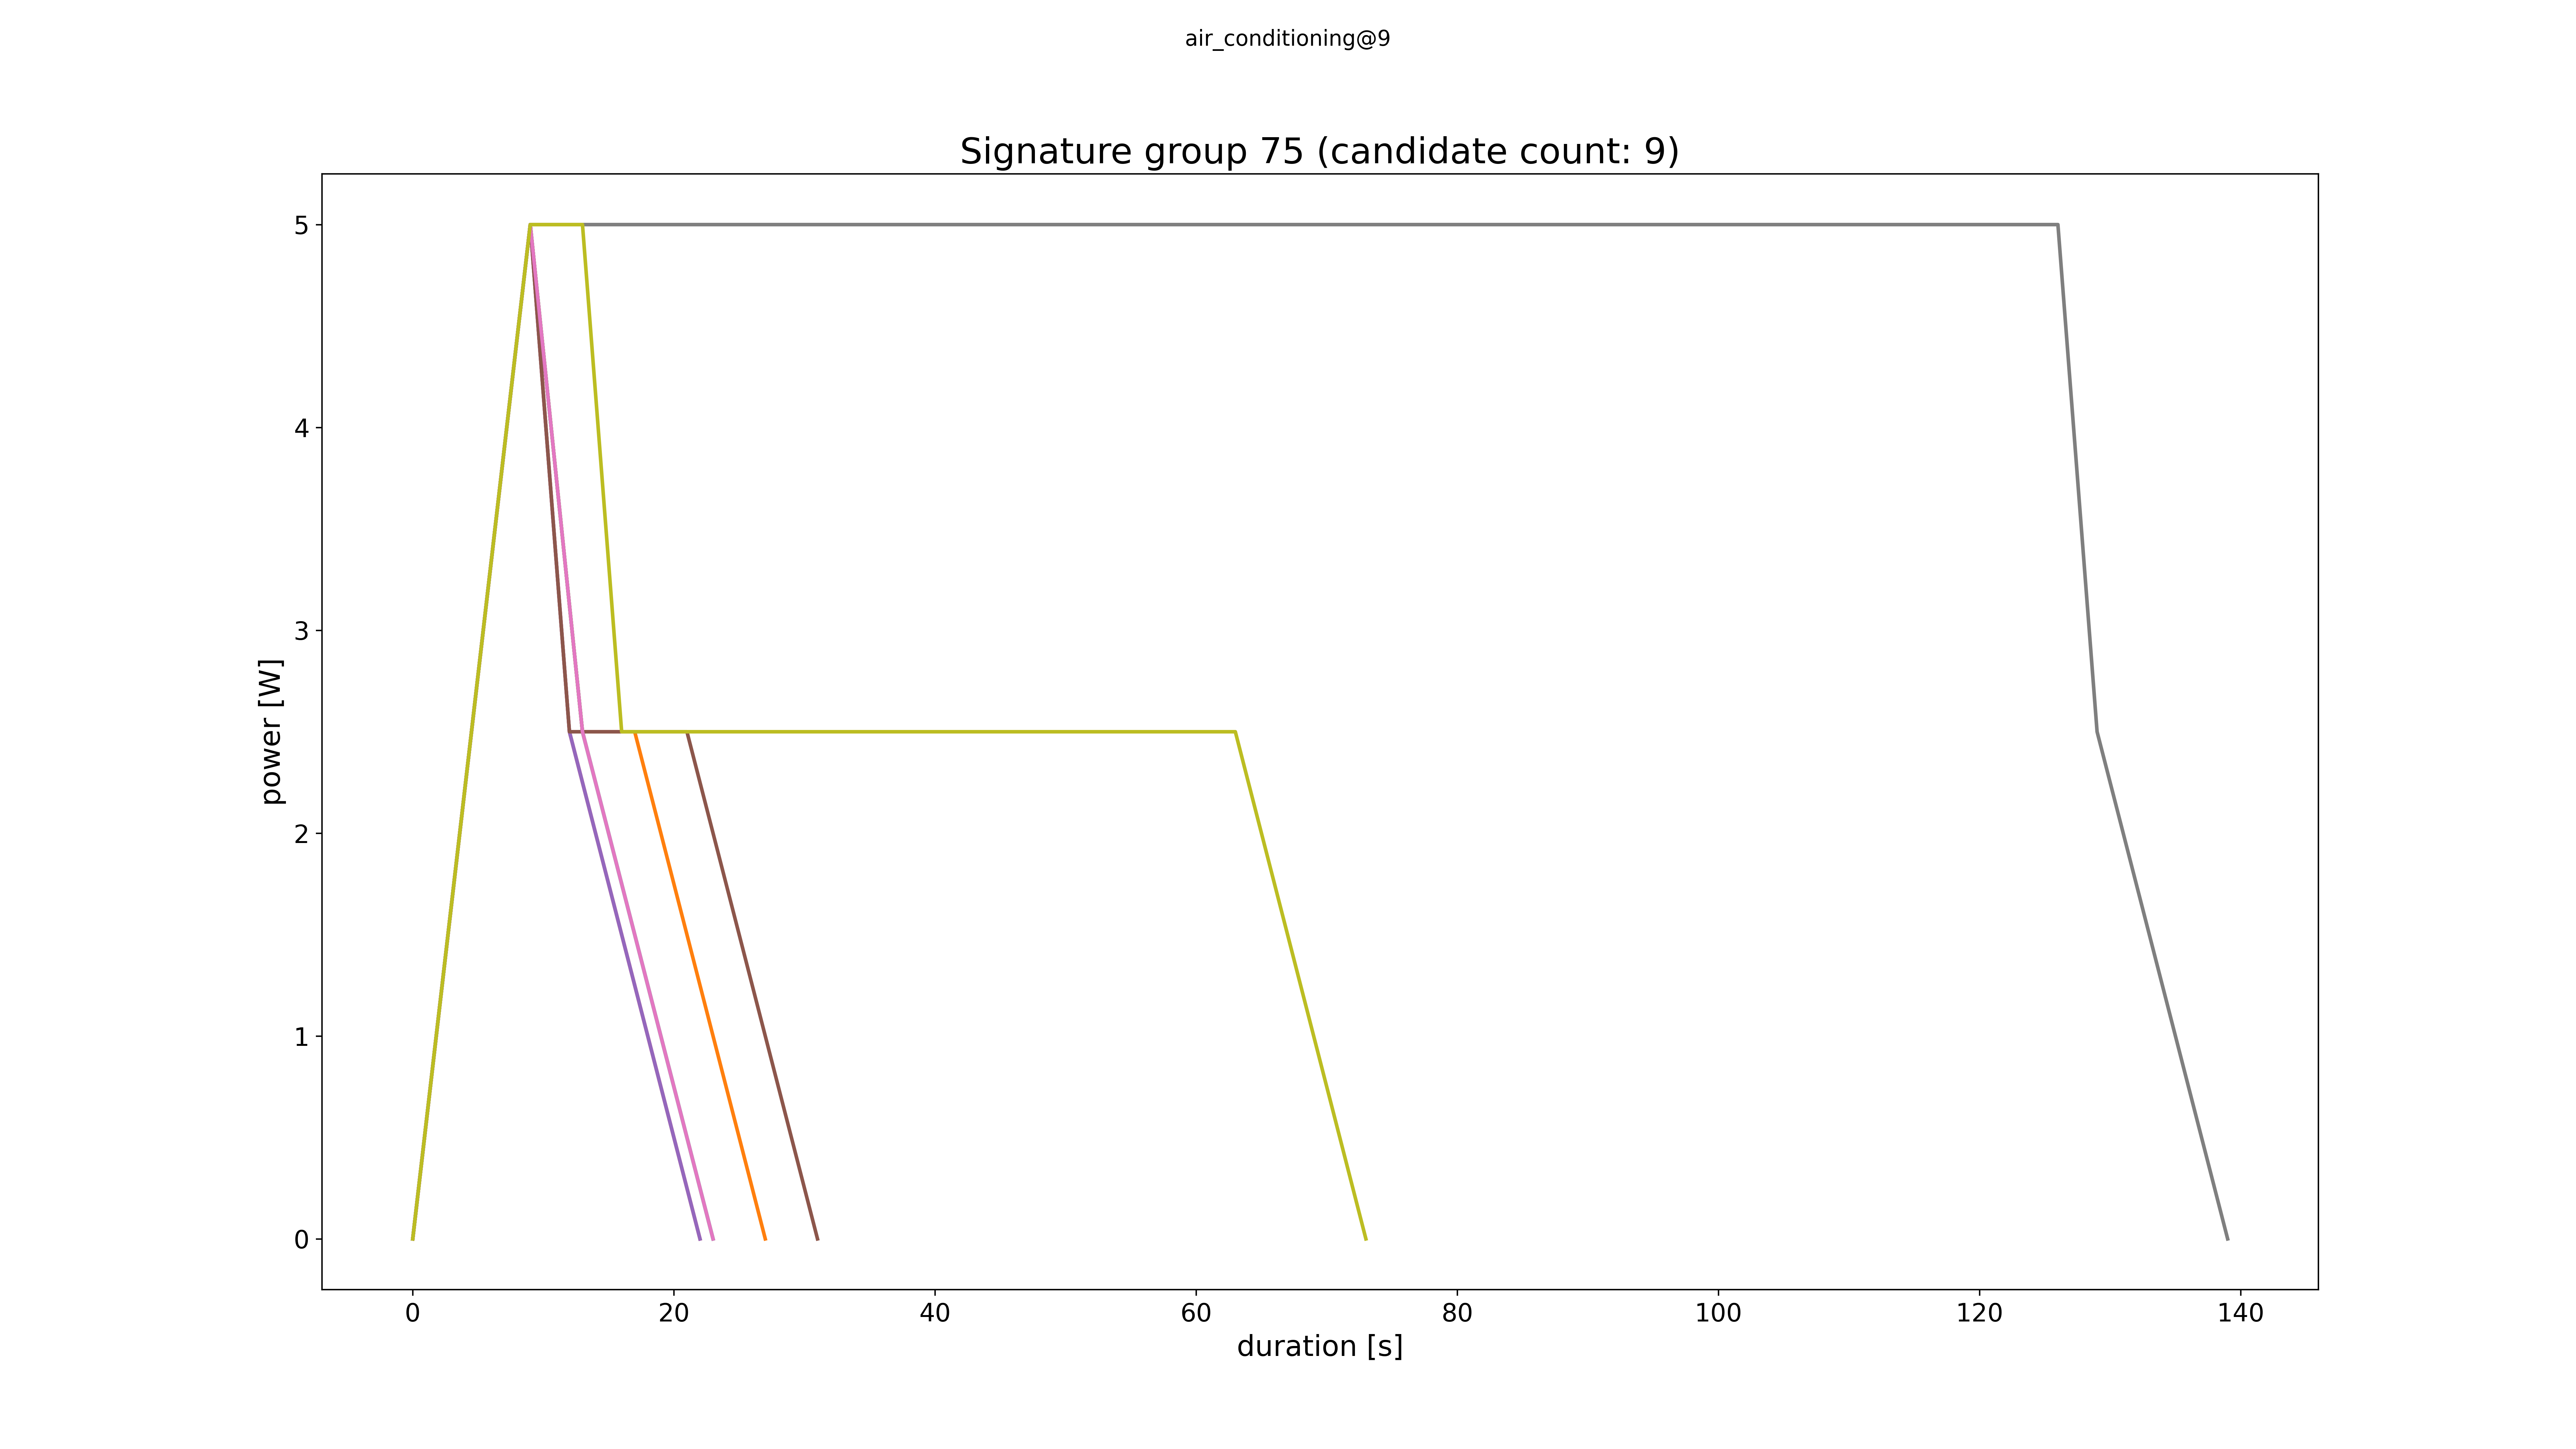 air_conditioning@9
Signature group 75 (candidate count: 9)
power [W]
5
4
3
2
1
0
0 20 40 60 80 100 120 140
duration [s]